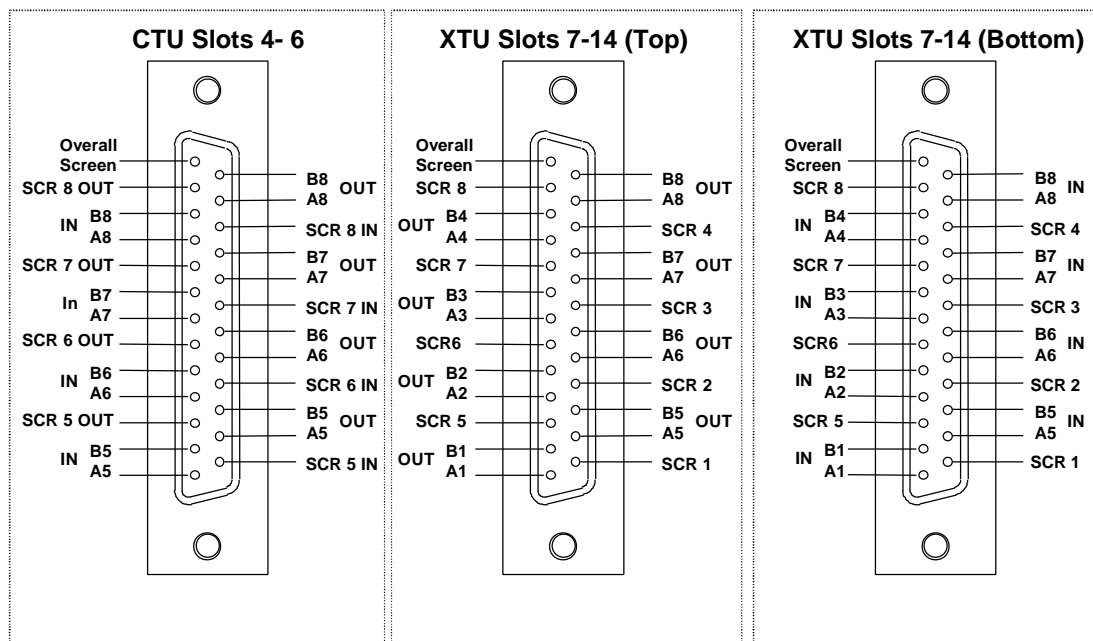 CTU Slots 4- 6
Overall
Screen
SCR 8 OUT
IN
B8
A8
SCR 7 OUT
In
B7
A7
SCR 6 OUT
IN
B6
A6
SCR 5 OUT
IN
B5
A5
B8
A8
OUT
SCR 8 IN
B7
A7
OUT
SCR 7 IN
B6
A6
OUT
SCR 6 IN
B5
A5
OUT
SCR 5 IN
XTU Slots 7-14 (Top)
Overall
Screen
SCR 8
OUT
B4
A4
SCR 7
OUT
B3
A3
SCR6
OUT
B2
A2
SCR 5
OUT
B1
A1
B8
A8
OUT
SCR 4
B7
A7
OUT
SCR 3
B6
A6
OUT
SCR 2
B5
A5
OUT
SCR 1
XTU Slots 7-14 (Bottom)
Overall
Screen
SCR 8
IN
B4
A4
SCR 7
IN
B3
A3
SCR6
IN
B2
A2
SCR 5
IN
B1
A1
B8
A8
IN
SCR 4
B7
A7
IN
SCR 3
B6
A6
IN
SCR 2
B5
A5
IN
SCR 1